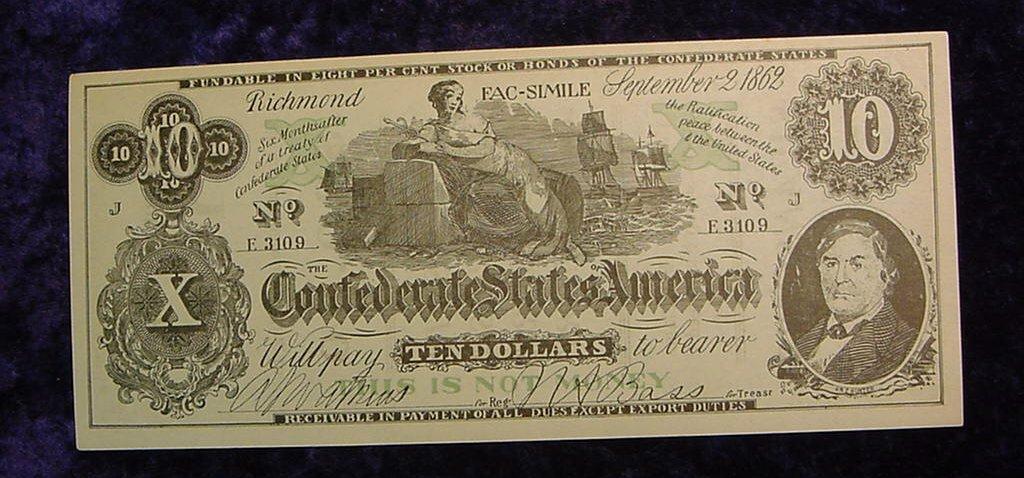 FUNDABLE IN EIGHT PER CENT STOCK OR BONDS OF THE CONFEDERATE STATES
Richmond FAC-SIMILE September 2 1862
10 10 10 10 10
Six Months after
of a treaty of
Confederate States
the Ratification
peace between the
& the United States
10
J
No
E. 3109
No
E. 3109
J
X
THE
Confederate States of America
Will pay TEN DOLLARS to bearer
THIS IS NOT MONEY
for Regr
for Treasr
RECEIVABLE IN PAYMENT OF ALL DUES EXCEPT EXPORT DUTIES